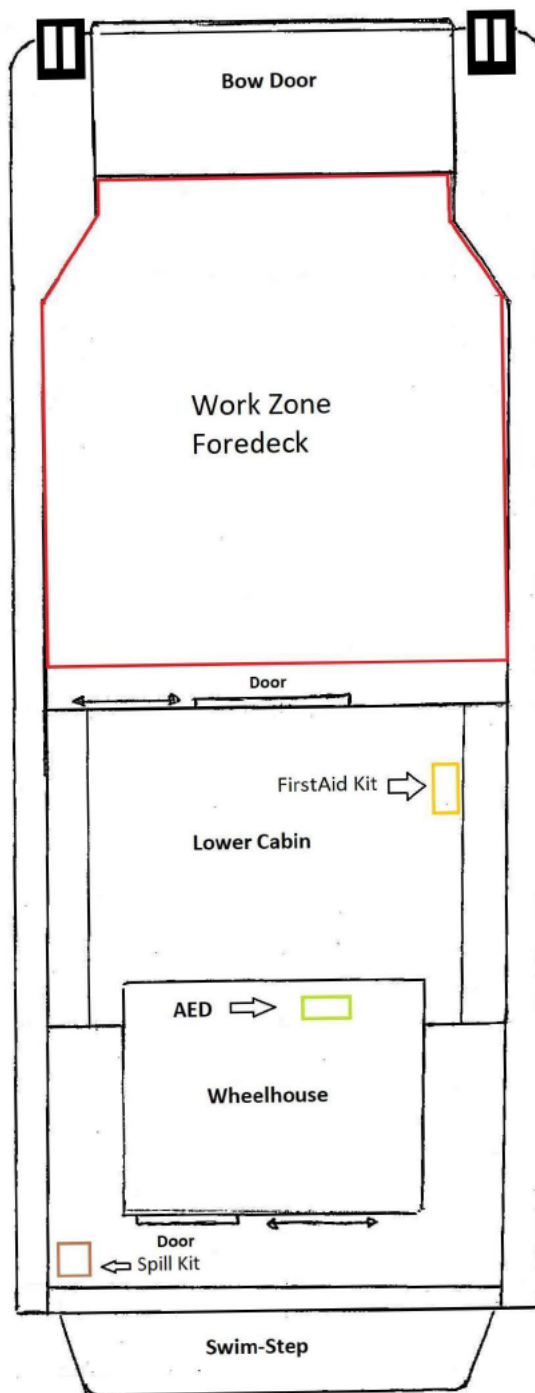 Bow Door
Work Zone
Foredeck
Door
FirstAid Kit
Lower Cabin
AED
Wheelhouse
Door
Spill Kit
Swim-Step